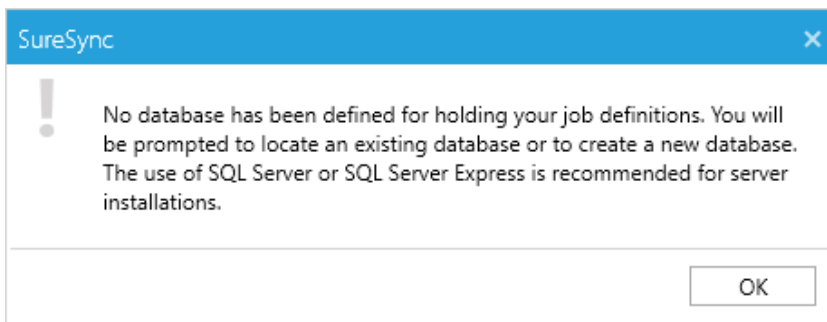 SureSync
No database has been defined for holding your job definitions. You will
be prompted to locate an existing database or to create a new database.
The use of SQL Server or SQL Server Express is recommended for server
installations.
OK